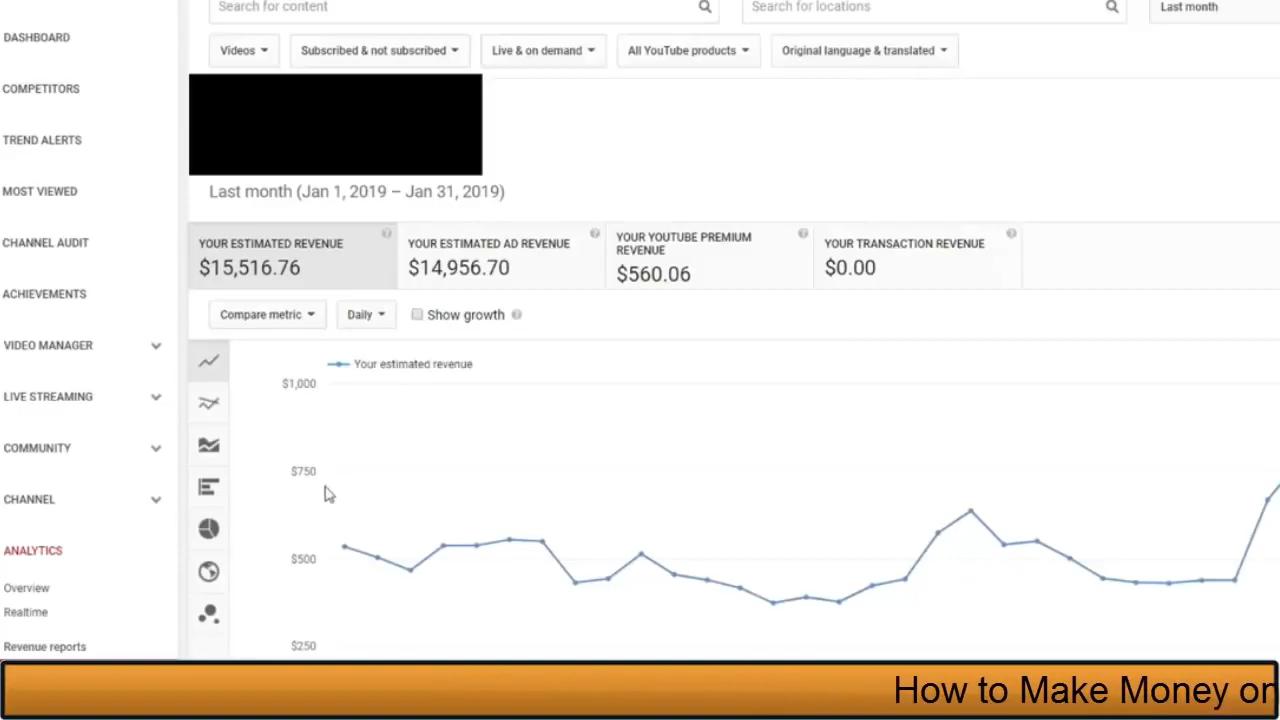 Search for content
Search for locations
Last month
DASHBOARD
Videos
Subscribed & not subscribed
Live & on demand
All YouTube products
Original language & translated
COMPETITORS
TREND ALERTS
MOST VIEWED
Last month (Jan 1, 2019 – Jan 31, 2019)
CHANNEL AUDIT
YOUR ESTIMATED REVENUE
$15,516.76
YOUR ESTIMATED AD REVENUE
$14,956.70
YOUR YOUTUBE PREMIUM
REVENUE
$560.06
YOUR TRANSACTION REVENUE
$0.00
ACHIEVEMENTS
Compare metric
Daily
Show growth
VIDEO MANAGER
Your estimated revenue
$1,000
LIVE STREAMING
COMMUNITY
$750
CHANNEL
ANALYTICS
$500
Overview
Realtime
Revenue reports
$250
How to Make Money on